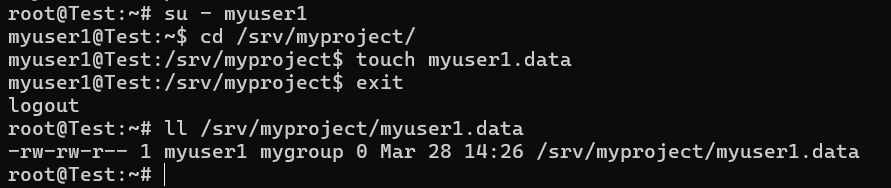 root@Test:~# su - myuser1
myuser1@Test:~$ cd /srv/myproject/
myuser1@Test:/srv/myproject$ touch myuser1.data
myuser1@Test:/srv/myproject$ exit
logout
root@Test:~# ll /srv/myproject/myuser1.data
-rw-rw-r-- 1 myuser1 mygroup 0 Mar 28 14:26 /srv/myproject/myuser1.data
root@Test:~#